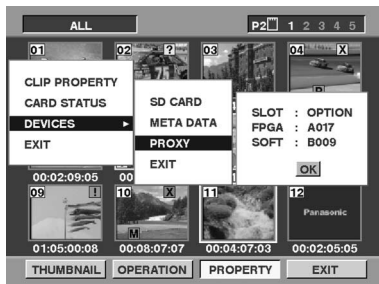 ALL P2 1 2 3 4 5
01 02 ? 03 04 X
CLIP PROPERTY
CARD STATUS
DEVICES
EXIT
SD CARD
META DATA
PROXY
EXIT
SLOT : OPTION
FPGA : A017
SOFT : B009
OK
00:02:09:05
09 ! 10 X 11 12
M Panasonic
01:05:00:08 00:08:07:07 00:04:07:03 00:02:05:05
THUMBNAIL OPERATION PROPERTY EXIT